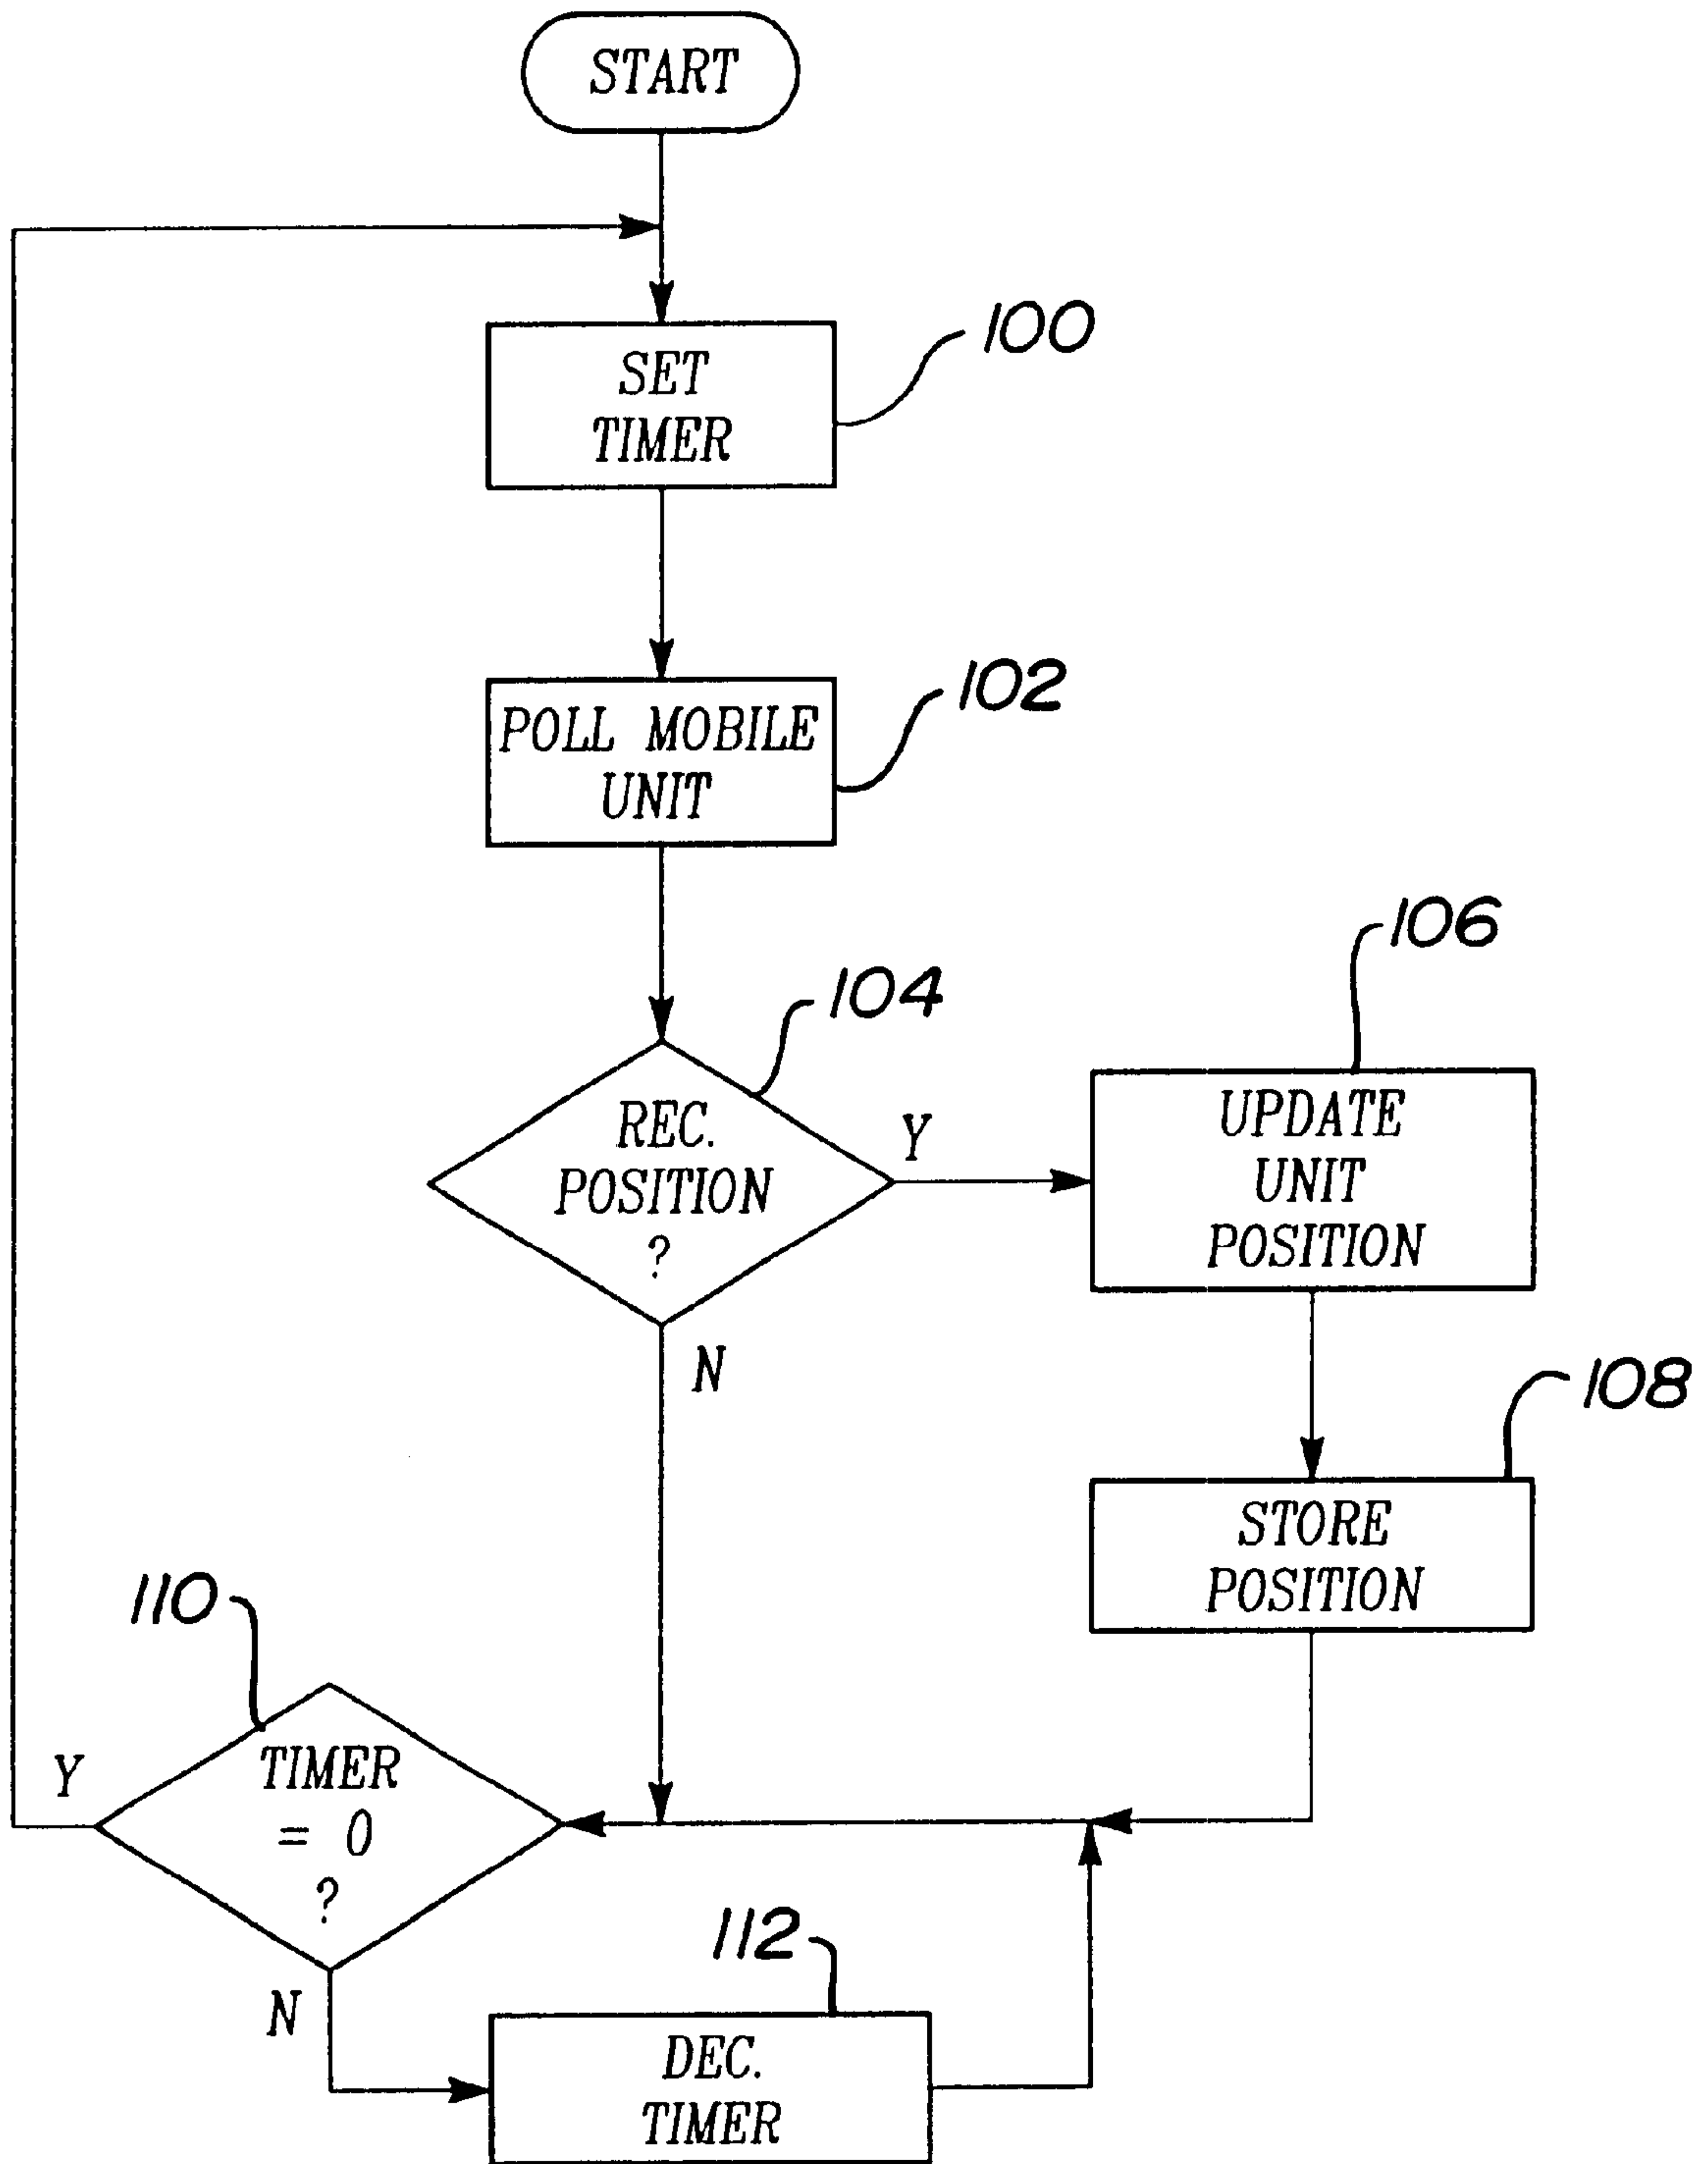 START
100
SET
TIMER
102
POLL MOBILE
UNIT
104
REC.
POSITION
?
Y
N
106
UPDATE
UNIT
POSITION
108
STORE
POSITION
110
TIMER
= 0
?
Y
N
112
DEC.
TIMER